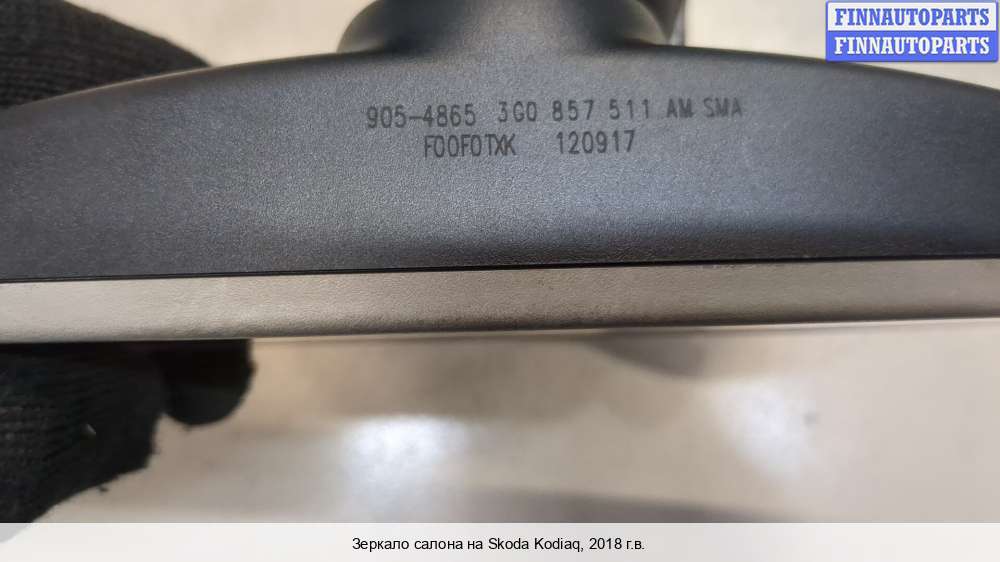 FINNAUTOPARTS
FINNAUTOPARTS
905-4865 3G0 857 511 AM SMA
F00F0TXK 120917
Зеркало салона на Skoda Kodiaq, 2018 г.в.